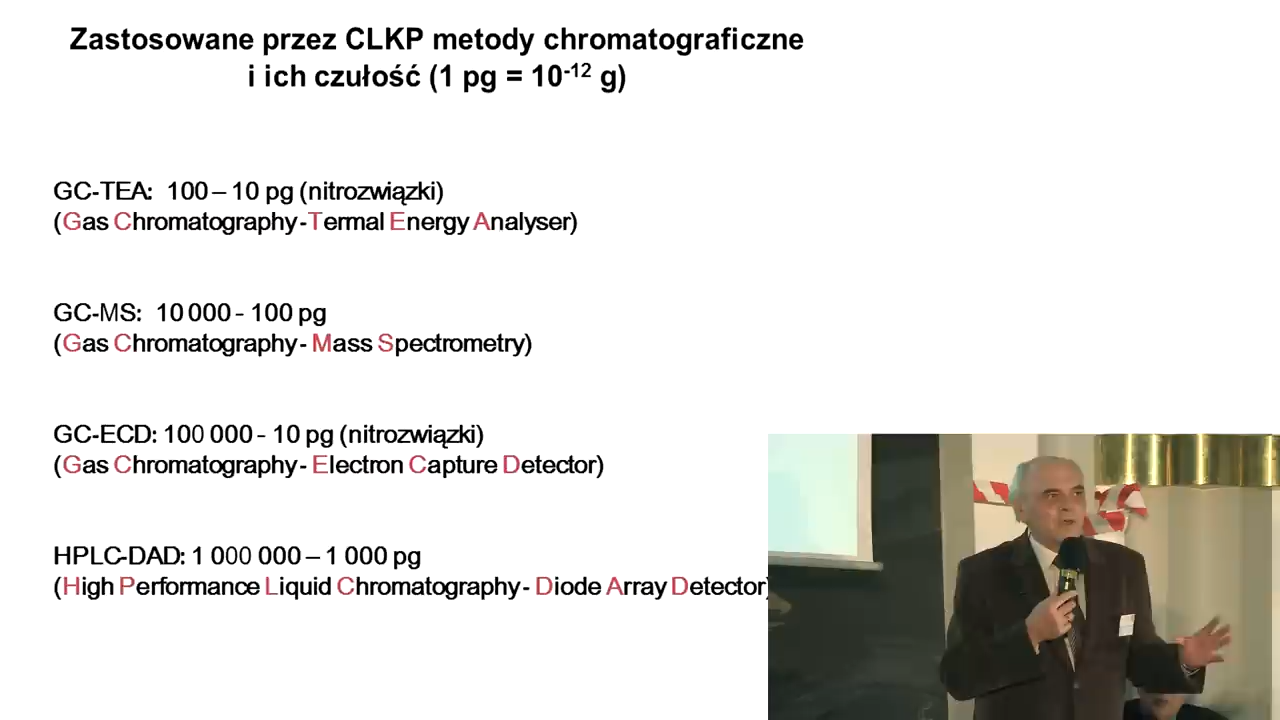 Zastosowane przez CLKP metody chromatograficzne
i ich czułość (1 pg = 10⁻¹² g)
GC-TEA: 100 – 10 pg (nitrozwiązki)
(Gas Chromatography -Termal Energy Analyser)
GC-MS: 10 000 - 100 pg
(Gas Chromatography - Mass Spectrometry)
GC-ECD: 100 000 - 10 pg (nitrozwiązki)
(Gas Chromatography - Electron Capture Detector)
HPLC-DAD: 1 000 000 – 1 000 pg
(High Performance Liquid Chromatography - Diode Array Detector)